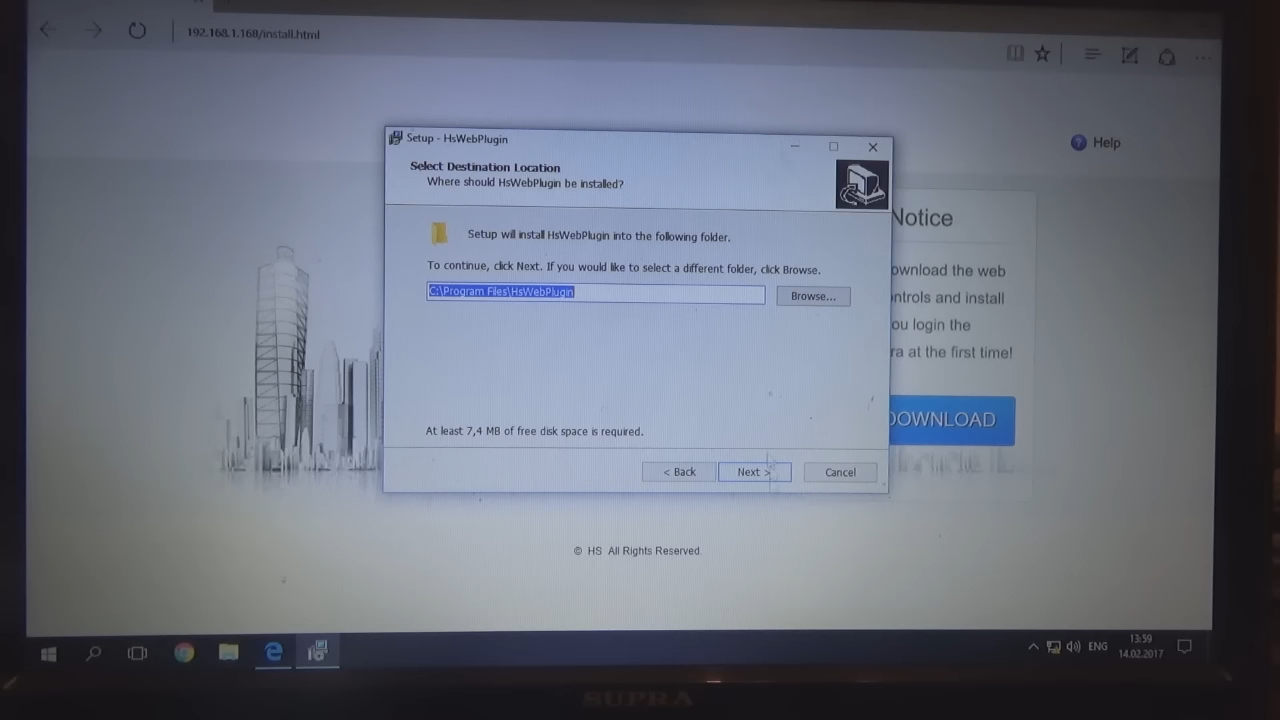 192.168.1.168/install.html
Setup - HsWebPlugin
Select Destination Location
Where should HsWebPlugin be installed?
Help
Setup will install HsWebPlugin into the following folder.
To continue, click Next. If you would like to select a different folder, click Browse.
C:\Program Files\HsWebPlugin
Browse...
At least 7,4 MB of free disk space is required.
< Back
Next >
Cancel
Notice
ownload the web
ntrols and install
ou login the
ra at the first time!
DOWNLOAD
© HS All Rights Reserved.
ENG
13:59
14.02.2017
SUPRA